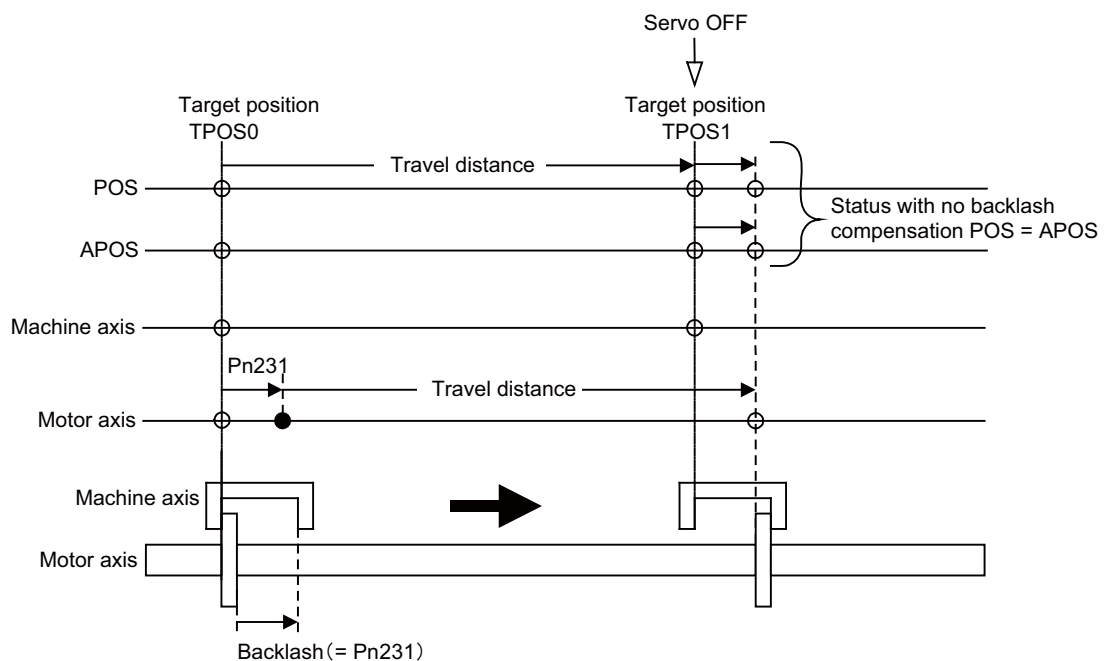 Servo OFF
Target position
TPOS0
Target position
TPOS1
Travel distance
POS
Status with no backlash
compensation POS = APOS
APOS
Machine axis
Pn231
Travel distance
Motor axis
Machine axis
Motor axis
Backlash(= Pn231)